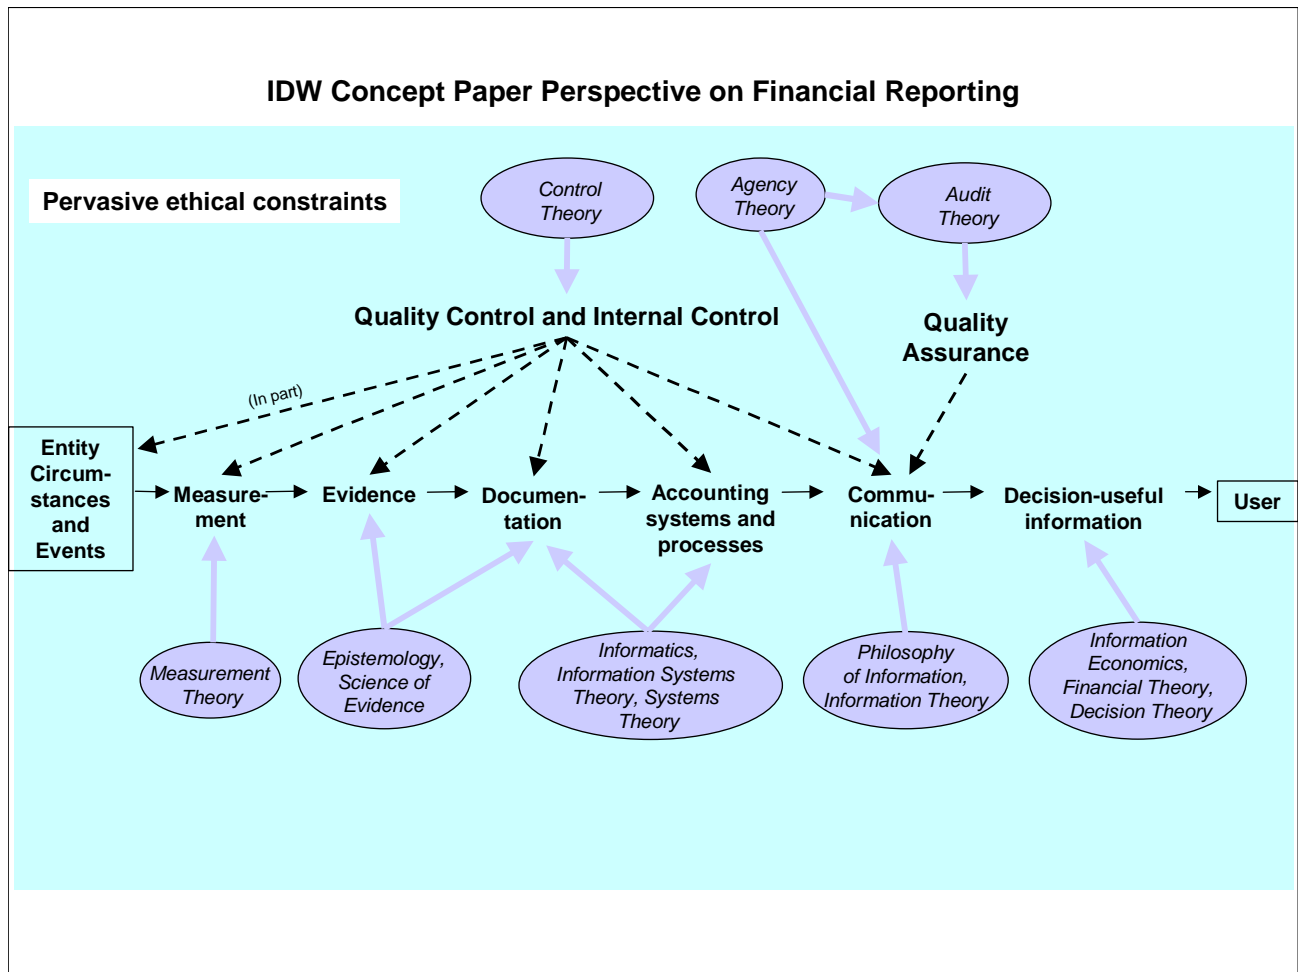 IDW Concept Paper Perspective on Financial Reporting
Pervasive ethical constraints
Control
Theory
Agency
Theory
Audit
Theory
Quality Control and Internal Control
Quality
Assurance
(In part)
Entity
Circum-
stances
and
Events
Measure-
ment
Evidence
Documen-
tation
Accounting
systems and
processes
Commu-
nication
Decision-useful
information
User
Measurement
Theory
Epistemology,
Science of
Evidence
Informatics,
Information Systems
Theory, Systems
Theory
Philosophy
of Information,
Information Theory
Information
Economics,
Financial Theory,
Decision Theory